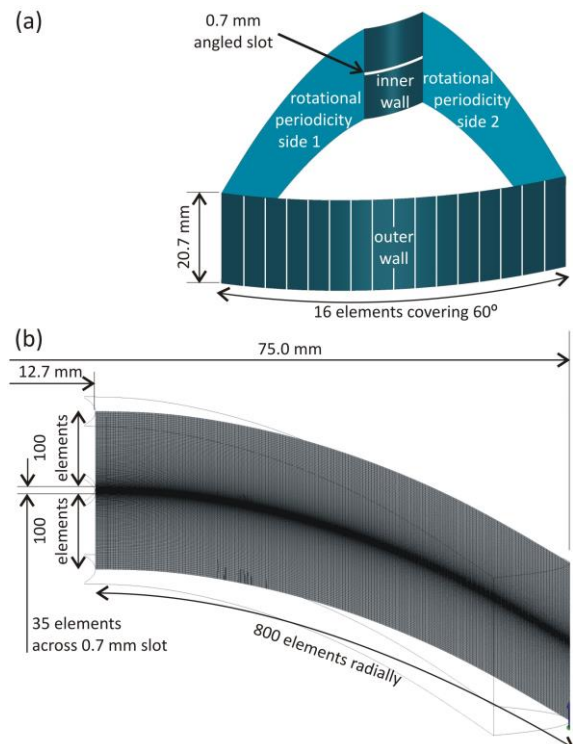 (a)
0.7 mm
angled slot
inner
wall
rotational
periodicity
side 1
rotational
periodicity
side 2
20.7 mm
outer
wall
16 elements covering 60⁰
(b)
75.0 mm
12.7 mm
100
elements
100
elements
35 elements
across 0.7 mm slot
800 elements radially